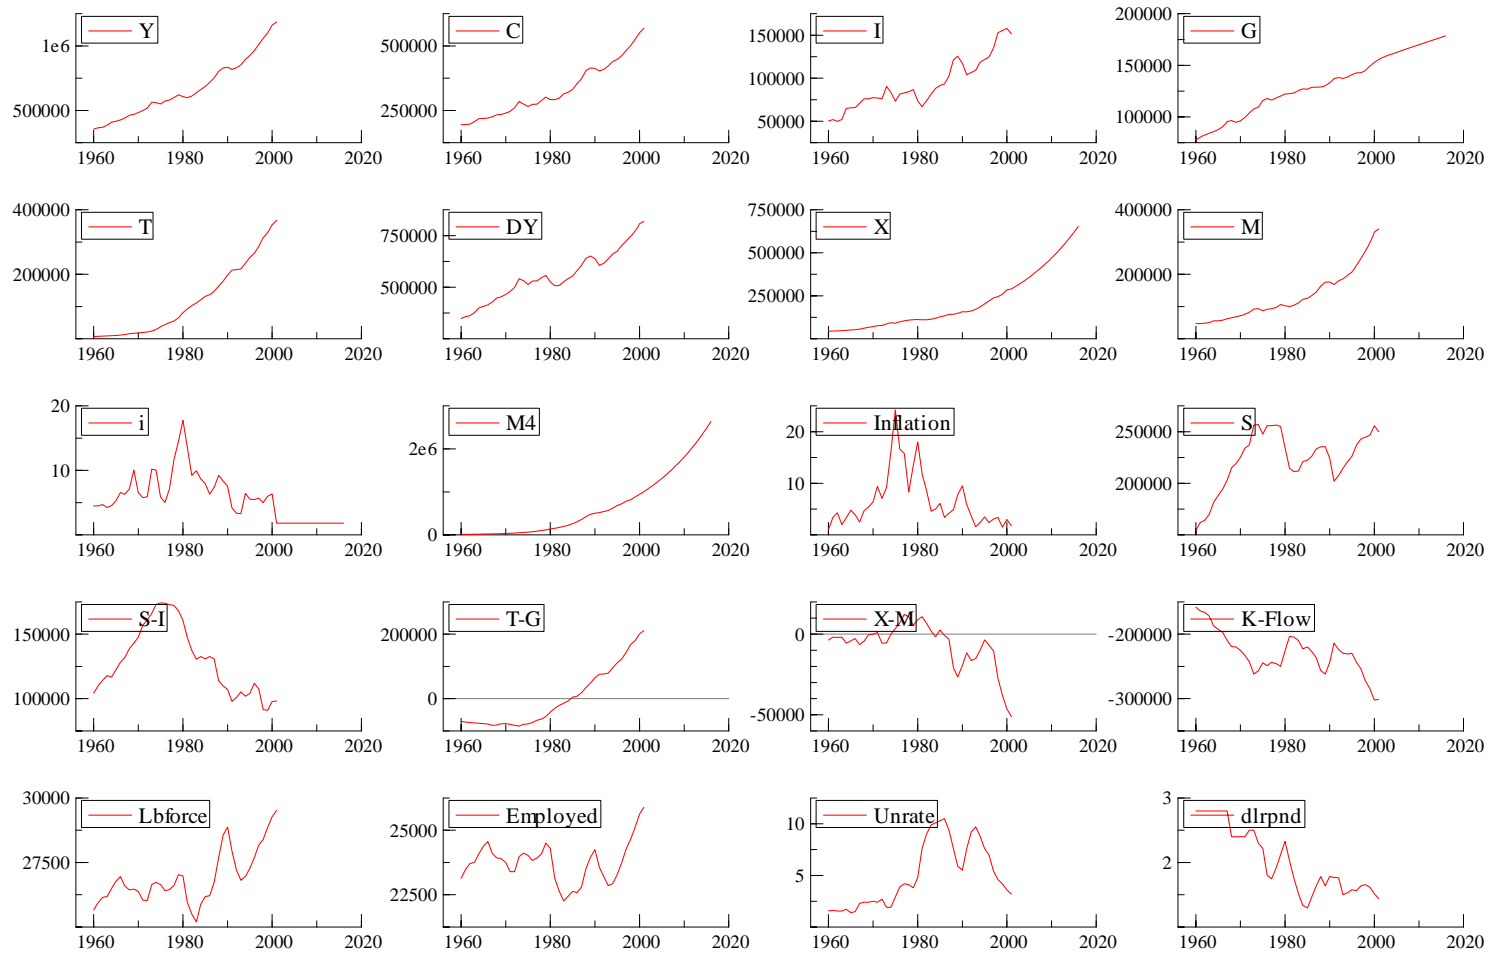 Y
1e6
500000
1960 1980 2000 2020
C
500000
250000
1960 1980 2000 2020
I
150000
100000
50000
1960 1980 2000 2020
G
200000
150000
100000
1960 1980 2000 2020
T
400000
200000
1960 1980 2000 2020
DY
750000
500000
1960 1980 2000 2020
X
750000
500000
250000
1960 1980 2000 2020
M
400000
200000
1960 1980 2000 2020
i
20
10
1960 1980 2000 2020
M4
2e6
0
1960 1980 2000 2020
Inflation
20
10
1960 1980 2000 2020
S
250000
200000
1960 1980 2000 2020
S-I
150000
100000
1960 1980 2000 2020
T-G
200000
0
1960 1980 2000 2020
X-M
0
-50000
1960 1980 2000 2020
K-Flow
-200000
-300000
1960 1980 2000 2020
Lbforce
30000
27500
1960 1980 2000 2020
Employed
25000
22500
1960 1980 2000 2020
Unrate
10
5
1960 1980 2000 2020
dlrpnd
3
2
1960 1980 2000 2020